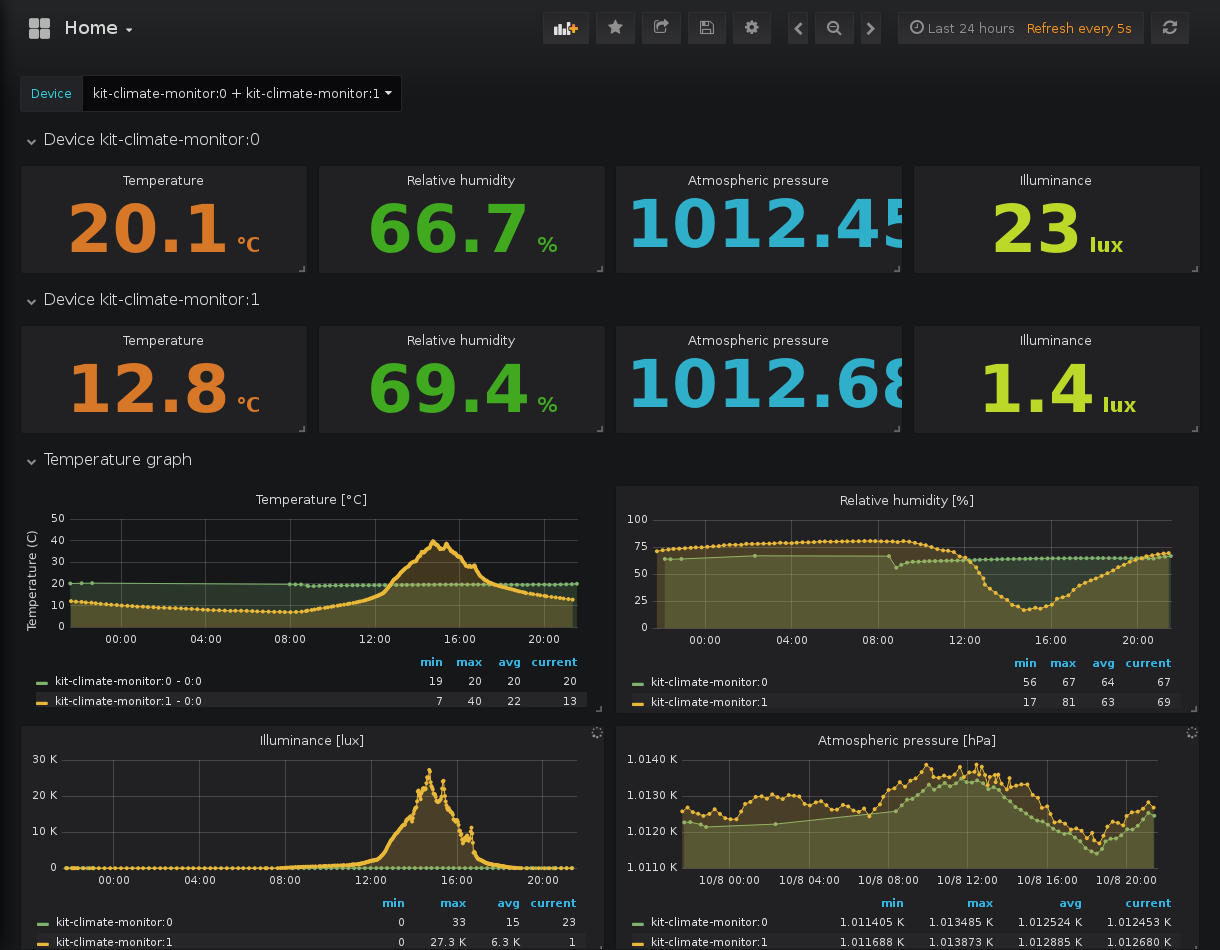 Home
Last 24 hours Refresh every 5s
Device kit-climate-monitor:0 + kit-climate-monitor:1
Device kit-climate-monitor:0
Temperature Relative humidity Atmospheric pressure Illuminance
20.1 °C 66.7 % 1012.45 23 lux
Device kit-climate-monitor:1
Temperature Relative humidity Atmospheric pressure Illuminance
12.8 °C 69.4 % 1012.68 1.4 lux
Temperature graph
Temperature [°C]
Temperature (C)
50
40
30
20
10
0
00:00 04:00 08:00 12:00 16:00 20:00
min max avg current
kit-climate-monitor:0 - 0:0 19 20 20 20
kit-climate-monitor:1 - 0:0 7 40 22 13
Relative humidity [%]
100
75
50
25
0
00:00 04:00 08:00 12:00 16:00 20:00
min max avg current
kit-climate-monitor:0 56 67 64 67
kit-climate-monitor:1 17 81 63 69
Illuminance [lux]
30 K
20 K
10 K
0
00:00 04:00 08:00 12:00 16:00 20:00
min max avg current
kit-climate-monitor:0 0 33 15 23
kit-climate-monitor:1 0 27.3 K 6.3 K 1
Atmospheric pressure [hPa]
1.0140 K
1.0130 K
1.0120 K
1.0110 K
10/8 00:00 10/8 04:00 10/8 08:00 10/8 12:00 10/8 16:00 10/8 20:00
min max avg current
kit-climate-monitor:0 1.011405 K 1.013485 K 1.012524 K 1.012453 K
kit-climate-monitor:1 1.011688 K 1.013873 K 1.012885 K 1.012680 K